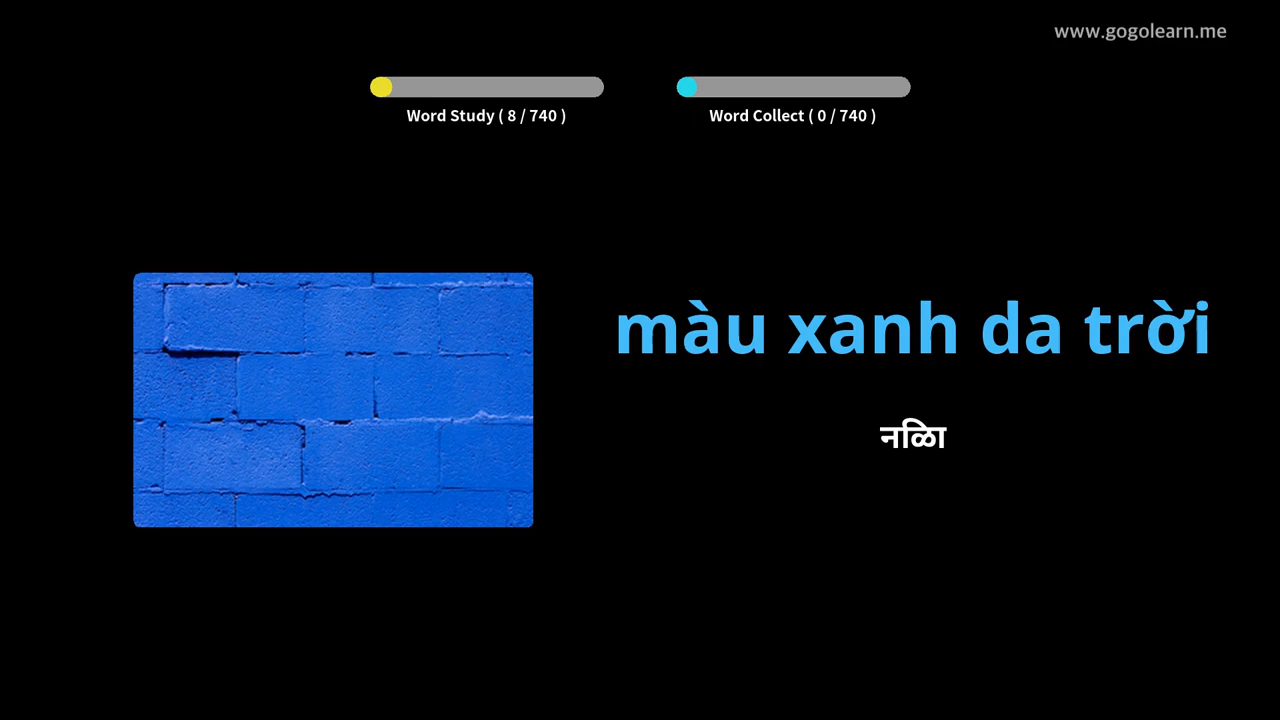 www.gogolearn.me
Word Study ( 8 / 740 )
Word Collect ( 0 / 740 )
màu xanh da trời
नळिा